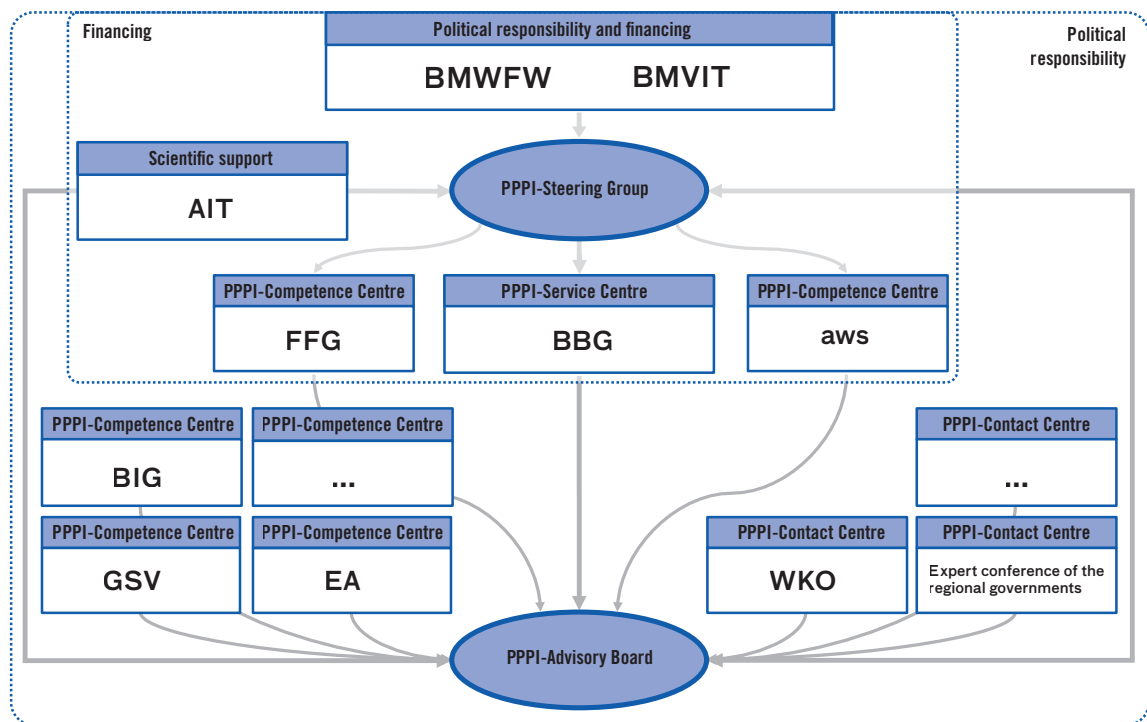 Financing
Political responsibility and financing
BMWFW BMVIT
Political
responsibility
Scientific support
AIT
PPPI-Steering Group
PPPI-Competence Centre
FFG
PPPI-Service Centre
BBG
PPPI-Competence Centre
aws
PPPI-Competence Centre
BIG
PPPI-Competence Centre
...
PPPI-Contact Centre
...
PPPI-Competence Centre
GSV
PPPI-Competence Centre
EA
PPPI-Contact Centre
WKO
PPPI-Contact Centre
Expert conference of the
regional governments
PPPI-Advisory Board